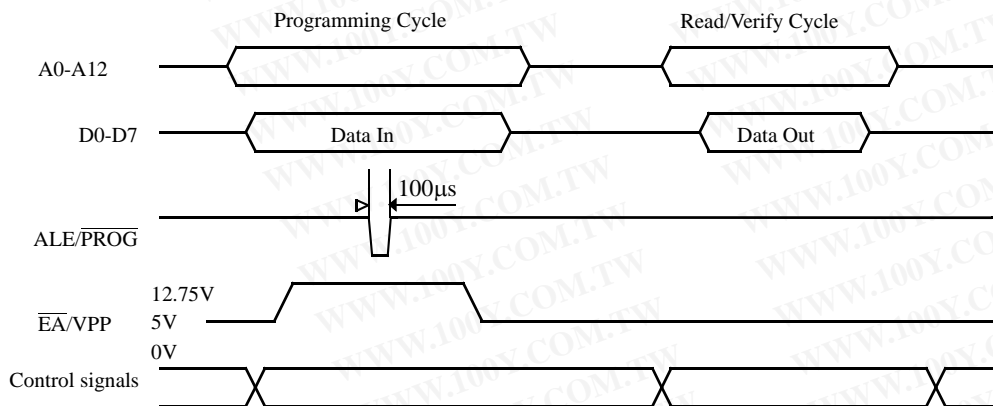 Programming Cycle Read/Verify Cycle
A0-A12
D0-D7 Data In Data Out
100µs
ALE/PROG
12.75V
EA/VPP 5V
0V
Control signals
WWW.100Y.COM.TW